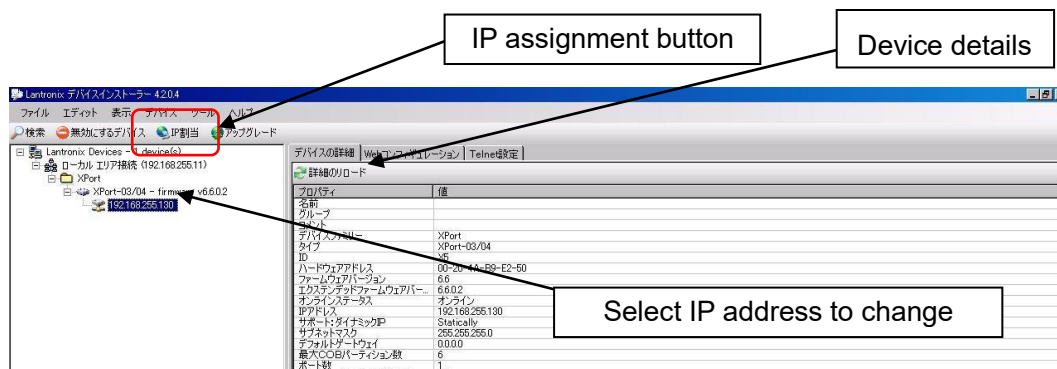 IP assignment button
Device details
Lantronix デバイスインストーラー 4.2.0.4
ファイル エディット 表示 デバイス ツール ヘルプ
検索 無効にするデバイス IP割当 アップグレード
Lantronix Devices - 1 device(s)
ローカル エリア接続 (192.168.255.11)
XPort
XPort-03/04 - firmware v6.6.0.2
192.168.255.130
デバイスの詳細 Webコンフィギュレーション Telnet設定
詳細のリロード
プロパティ 値
名前
グループ
コメント
デバイスファミリー XPort
タイプ XPort-03/04
ID X5
ハードウェアアドレス 00-20-4A-B9-E2-50
ファームウェアバージョン 6.6
エクステンデッドファームウェアバー... 6.6.0.2
オンラインステータス オンライン
IPアドレス 192.168.255.130
サポート:ダイナミックIP Statically
サブネットマスク 255.255.255.0
デフォルトゲートウェイ 0.0.0.0
最大COBパーティション数 6
ポート数 1
Select IP address to change